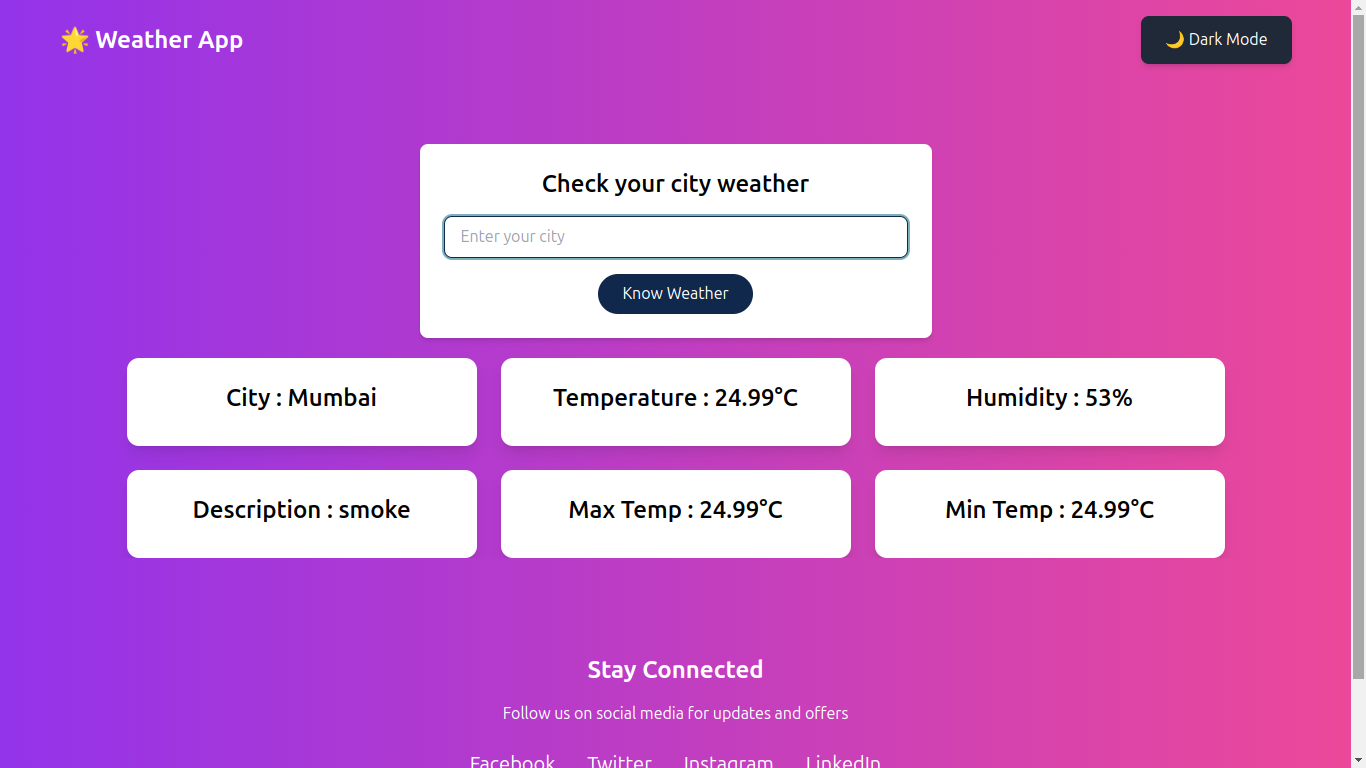 🌟 Weather App
🌙 Dark Mode
Check your city weather
Enter your city
Know Weather
City : Mumbai
Temperature : 24.99°C
Humidity : 53%
Description : smoke
Max Temp : 24.99°C
Min Temp : 24.99°C
Stay Connected
Follow us on social media for updates and offers
Facebook Twitter Instagram LinkedIn